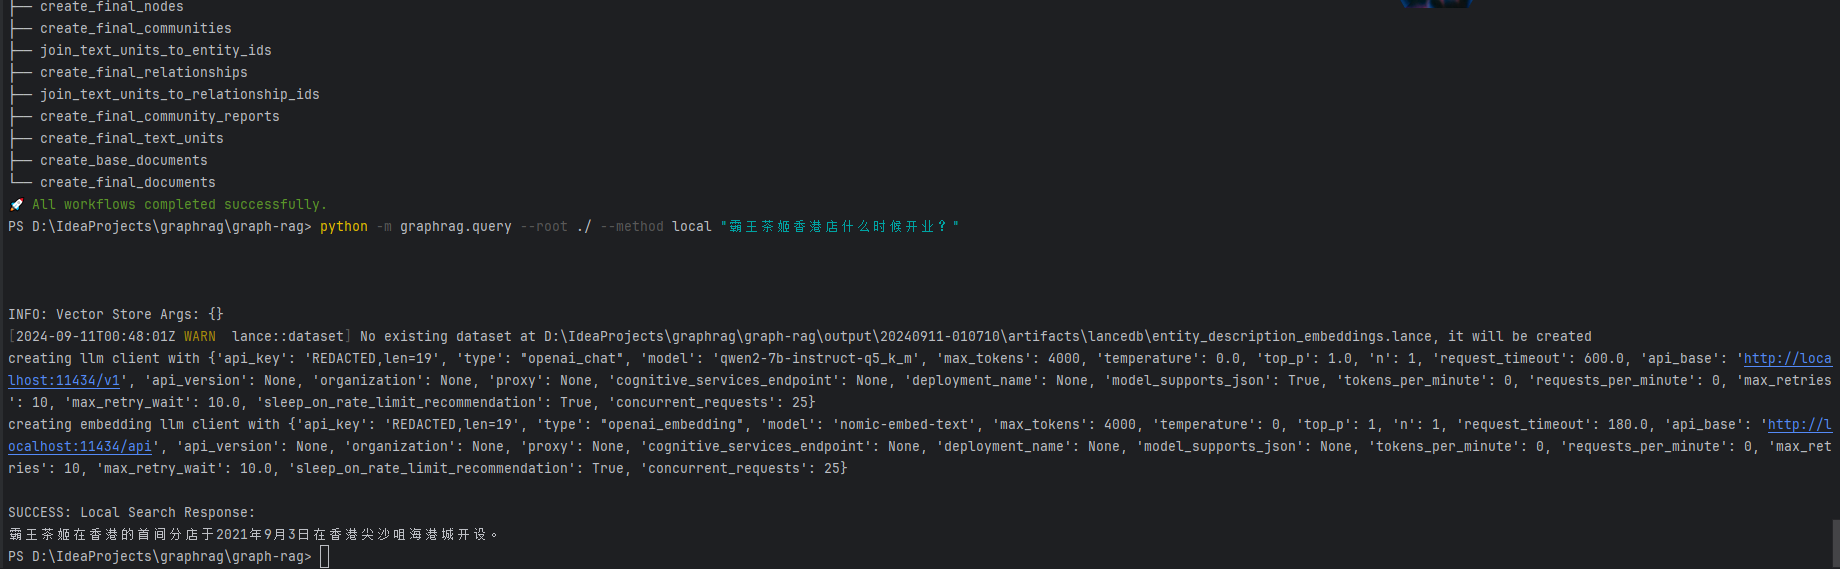 ├── create_final_nodes
├── create_final_communities
├── join_text_units_to_entity_ids
├── create_final_relationships
├── join_text_units_to_relationship_ids
├── create_final_community_reports
├── create_final_text_units
├── create_base_documents
└── create_final_documents
🚀 All workflows completed successfully.
PS D:\IdeaProjects\graphrag\graph-rag> python -m graphrag.query --root ./ --method local "霸王茶姬香港店什么时候开业？"
INFO: Vector Store Args: {}
[2024-09-11T00:48:01Z WARN  lance::dataset] No existing dataset at D:\IdeaProjects\graphrag\graph-rag\output\20240911-010710\artifacts\lancedb\entity_description_embeddings.lance, it will be created
creating llm client with {'api_key': 'REDACTED,len=19', 'type': "openai_chat", 'model': 'qwen2-7b-instruct-q5_k_m', 'max_tokens': 4000, 'temperature': 0.0, 'top_p': 1.0, 'n': 1, 'request_timeout': 600.0, 'api_base': 'http://loca
lhost:11434/v1', 'api_version': None, 'organization': None, 'proxy': None, 'cognitive_services_endpoint': None, 'deployment_name': None, 'model_supports_json': True, 'tokens_per_minute': 0, 'requests_per_minute': 0, 'max_retries
': 10, 'max_retry_wait': 10.0, 'sleep_on_rate_limit_recommendation': True, 'concurrent_requests': 25}
creating embedding llm client with {'api_key': 'REDACTED,len=19', 'type': "openai_embedding", 'model': 'nomic-embed-text', 'max_tokens': 4000, 'temperature': 0, 'top_p': 1, 'n': 1, 'request_timeout': 180.0, 'api_base': 'http://l
ocalhost:11434/api', 'api_version': None, 'organization': None, 'proxy': None, 'cognitive_services_endpoint': None, 'deployment_name': None, 'model_supports_json': None, 'tokens_per_minute': 0, 'requests_per_minute': 0, 'max_ret
ries': 10, 'max_retry_wait': 10.0, 'sleep_on_rate_limit_recommendation': True, 'concurrent_requests': 25}
SUCCESS: Local Search Response:
霸王茶姬在香港的首间分店于2021年9月3日在香港尖沙咀海港城开设。
PS D:\IdeaProjects\graphrag\graph-rag>